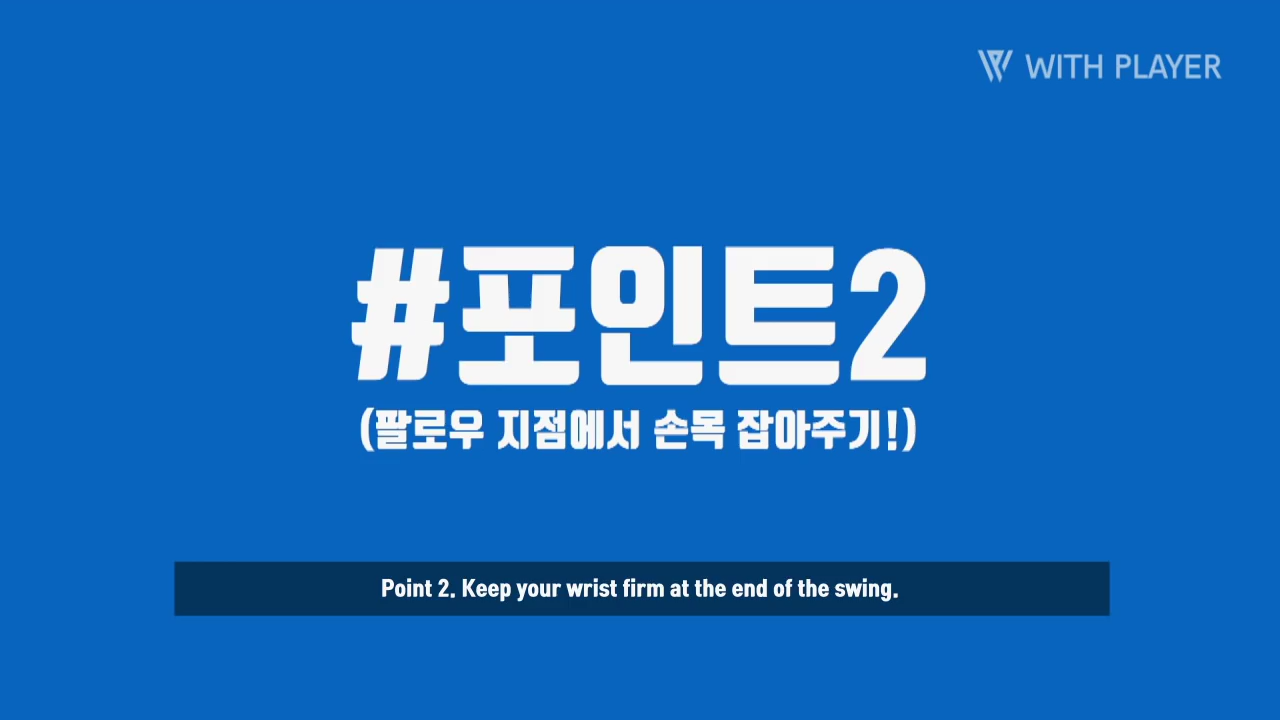 WITH PLAYER
#포인트2
(팔로우 지점에서 손목 잡아주기!)
Point 2. Keep your wrist firm at the end of the swing.